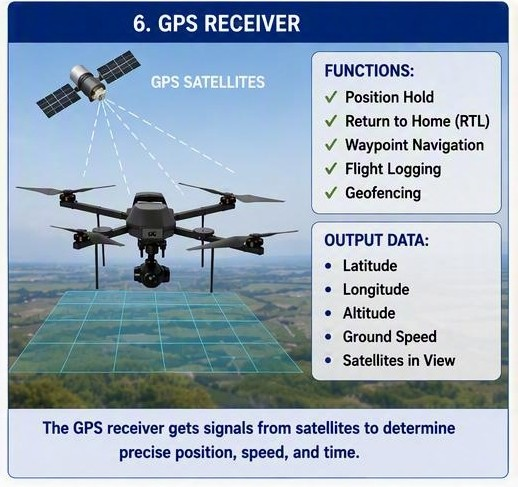 6. GPS RECEIVER
GPS SATELLITES
FUNCTIONS:
✓ Position Hold
✓ Return to Home (RTL)
✓ Waypoint Navigation
✓ Flight Logging
✓ Geofencing
OUTPUT DATA:
• Latitude
• Longitude
• Altitude
• Ground Speed
• Satellites in View
The GPS receiver gets signals from satellites to determine
precise position, speed, and time.